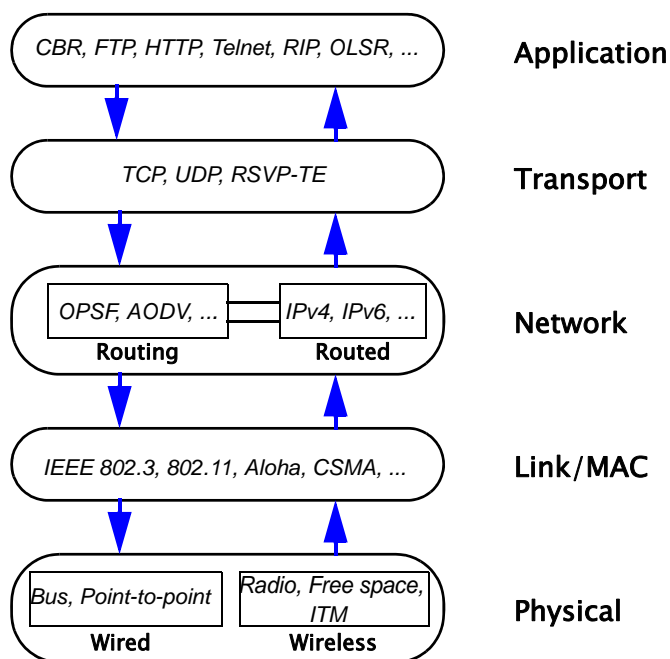 CBR, FTP, HTTP, Telnet, RIP, OLSR, ...
Application
TCP, UDP, RSVP-TE
Transport
OPSF, AODV, ...
IPv4, IPv6, ...
Routing
Routed
Network
IEEE 802.3, 802.11, Aloha, CSMA, ...
Link/MAC
Bus, Point-to-point
Radio, Free space,
ITM
Wired
Wireless
Physical